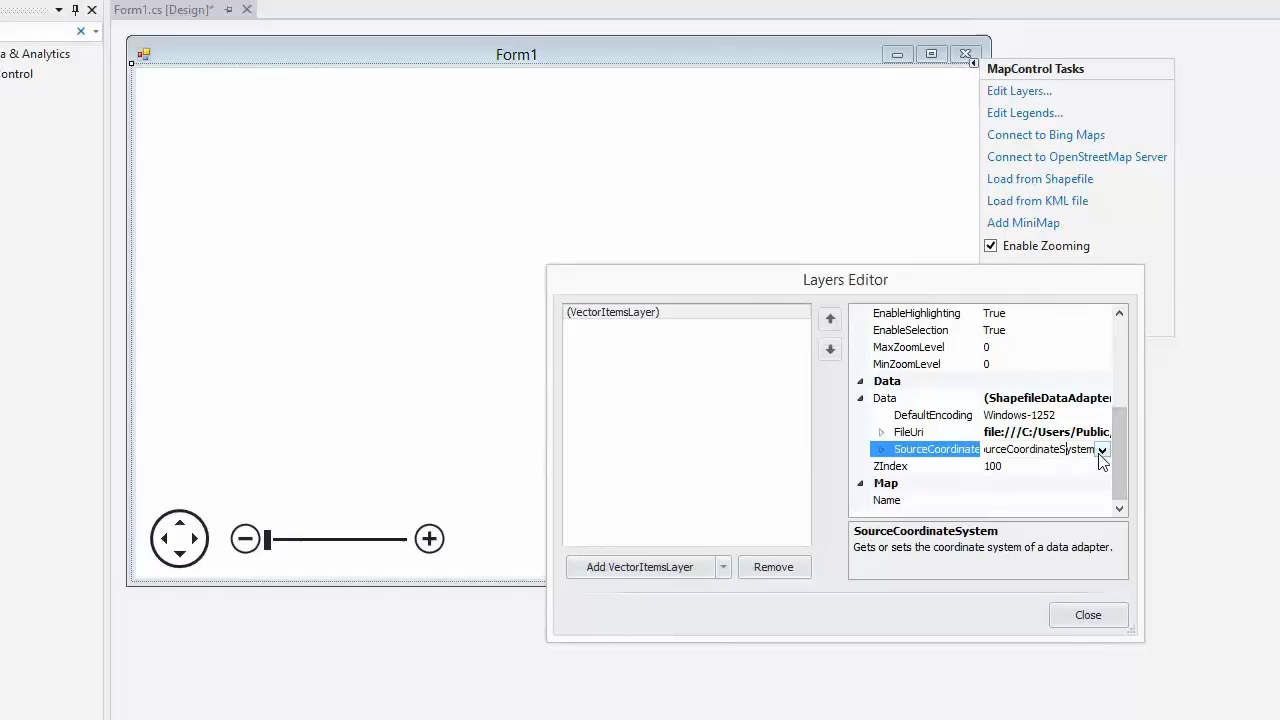 Form1.cs [Design]*
a & Analytics
ontrol
Form1
MapControl Tasks
Edit Layers...
Edit Legends...
Connect to Bing Maps
Connect to OpenStreetMap Server
Load from Shapefile
Load from KML file
Add MiniMap
Enable Zooming
Layers Editor
(VectorItemsLayer)
EnableHighlighting True
EnableSelection True
MaxZoomLevel 0
MinZoomLevel 0
Data
Data (ShapefileDataAdapter
DefaultEncoding Windows-1252
FileUri file:///C:/Users/Public,
SourceCoordinate urceCoordinateSystem
ZIndex 100
Map
Name
SourceCoordinateSystem
Gets or sets the coordinate system of a data adapter.
Add VectorItemsLayer
Remove
Close